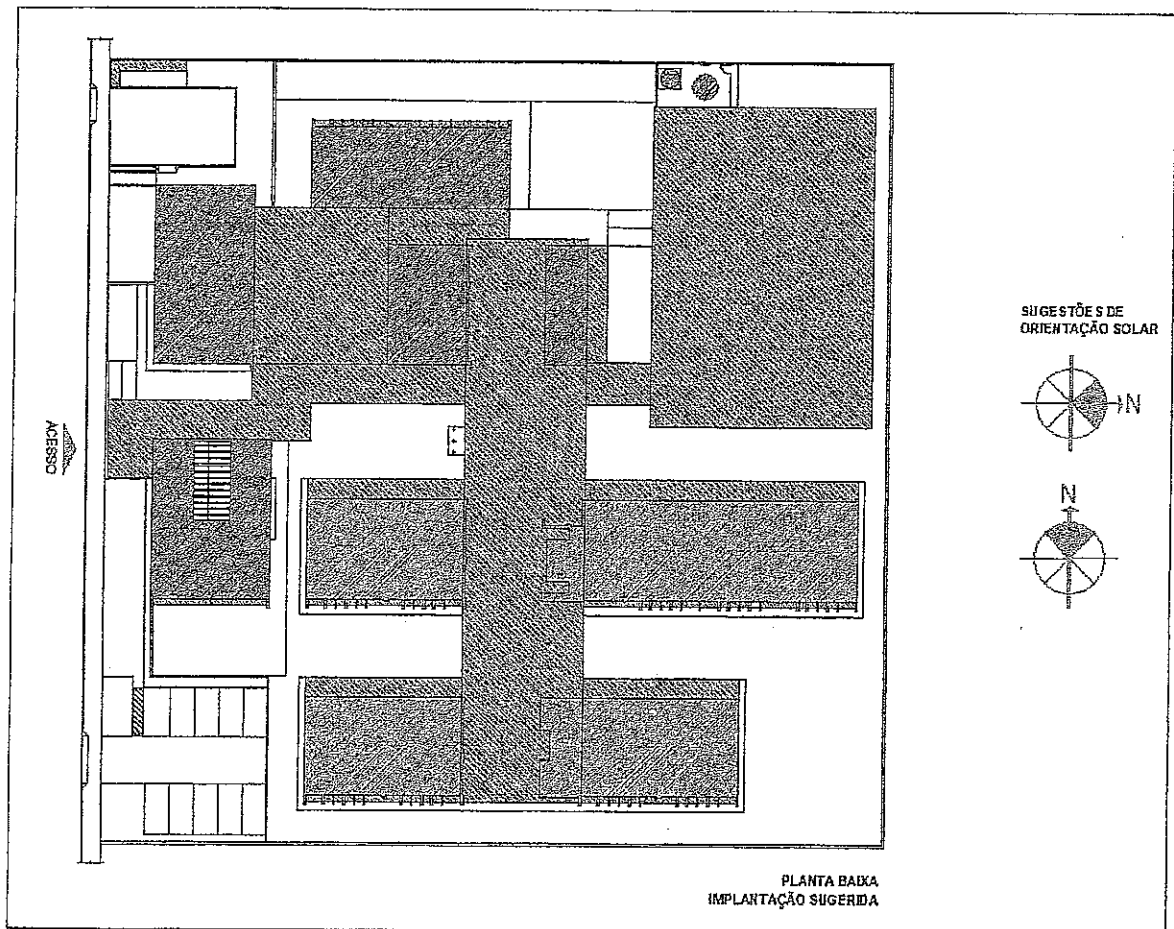 ACESSO
SUGESTÕES DE
ORIENTAÇÃO SOLAR
N
N
PLANTA BAIXA
IMPLANTAÇÃO SUGERIDA